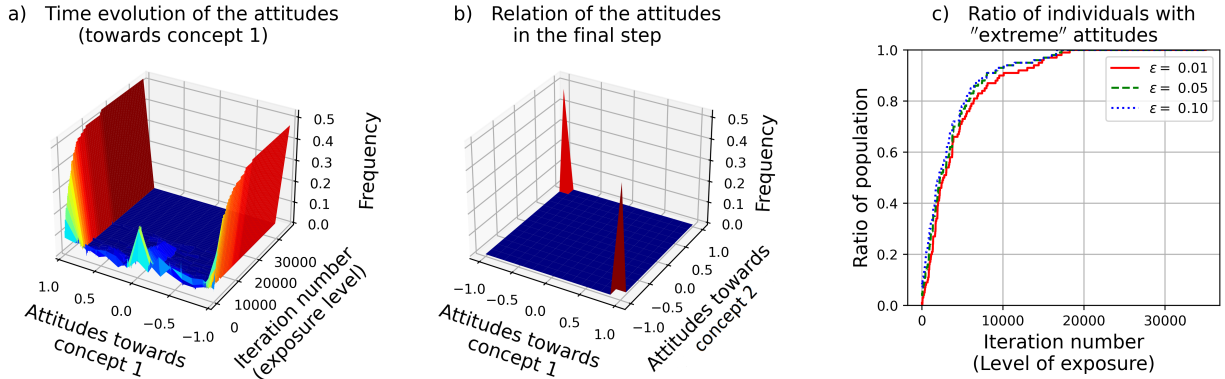 a)   Time evolution of the attitudes
(towards concept 1)
0.5
0.4
0.3
0.2
0.1
0.0
Frequency
1.0
0.5
0.0
−0.5
−1.0
Attitudes towards
concept 1
0
10000
20000
30000
Iteration number
(exposure level)
b)   Relation of the attitudes
in the final step
0.5
0.4
0.3
0.2
0.1
0.0
Frequency
−1.0
−0.5
0.0
0.5
1.0
Attitudes towards
concept 1
−1.0
−0.5
0.0
0.5
1.0
Attitudes towards
concept 2
c)   Ratio of individuals with
″extreme″ attitudes
1.0
0.8
0.6
0.4
0.2
0.0
Ratio of population
ε = 0.01
ε = 0.05
ε = 0.10
0
10000
20000
30000
Iteration number
(Level of exposure)